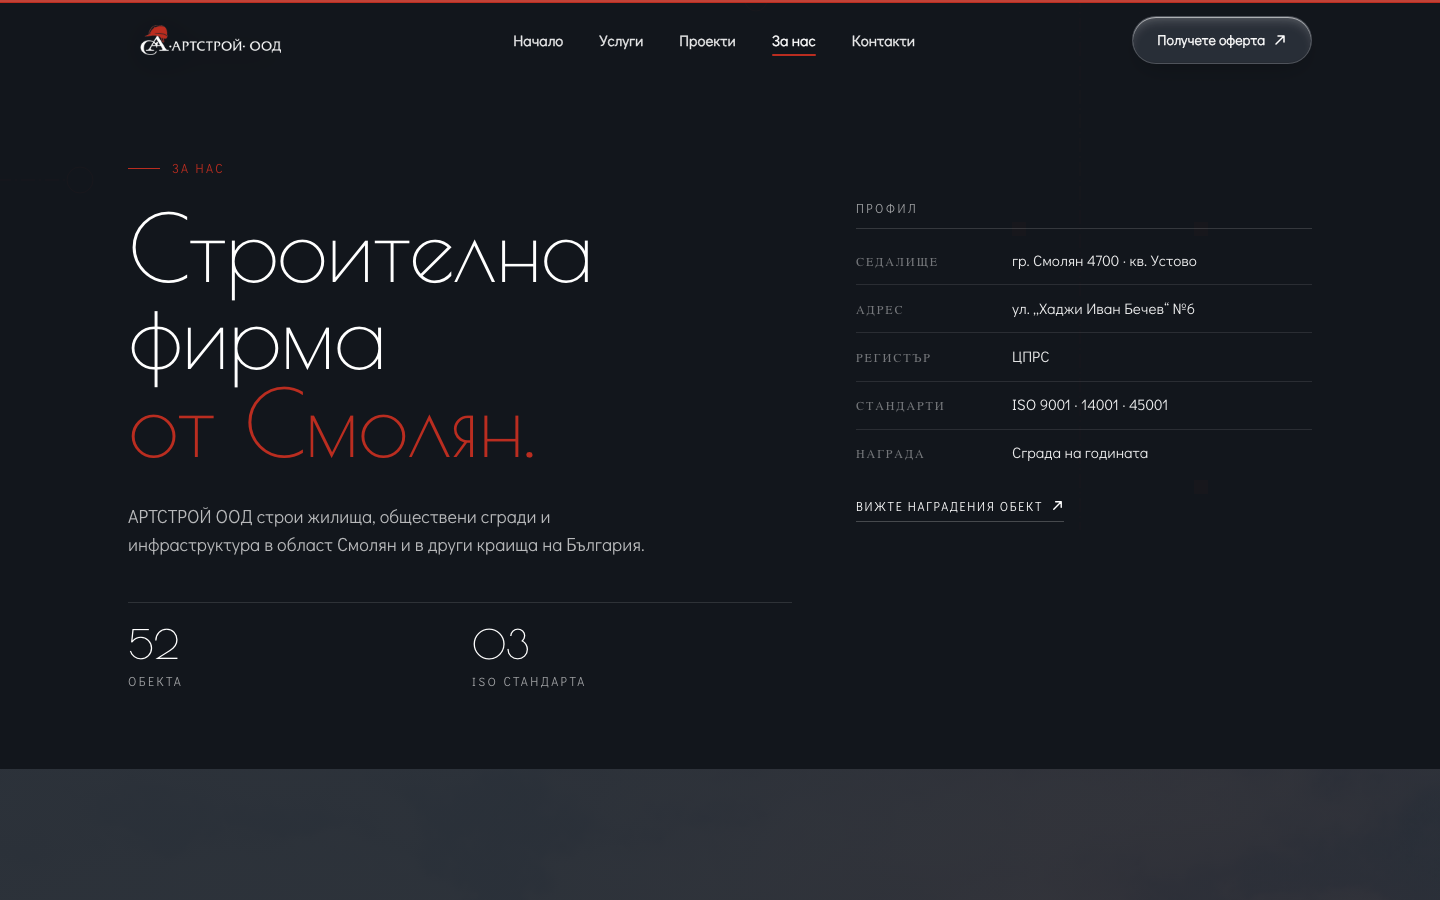 АРТСТРОЙ· ООД
Начало
Услуги
Проекти
За нас
Контакти
Получете оферта
ЗА НАС
Строителна
фирма
от Смолян.
АРТСТРОЙ ООД строи жилища, обществени сгради и
инфраструктура в област Смолян и в други краища на България.
52
ОБЕКТА
03
ISO СТАНДАРТА
ПРОФИЛ
СЕДАЛИЩЕ гр. Смолян 4700 · кв. Устово
АДРЕС ул. „Хаджи Иван Бечев“ №6
РЕГИСТЪР ЦПРС
СТАНДАРТИ ISO 9001 · 14001 · 45001
НАГРАДА Сграда на годината
ВИЖТЕ НАГРАДЕНИЯ ОБЕКТ